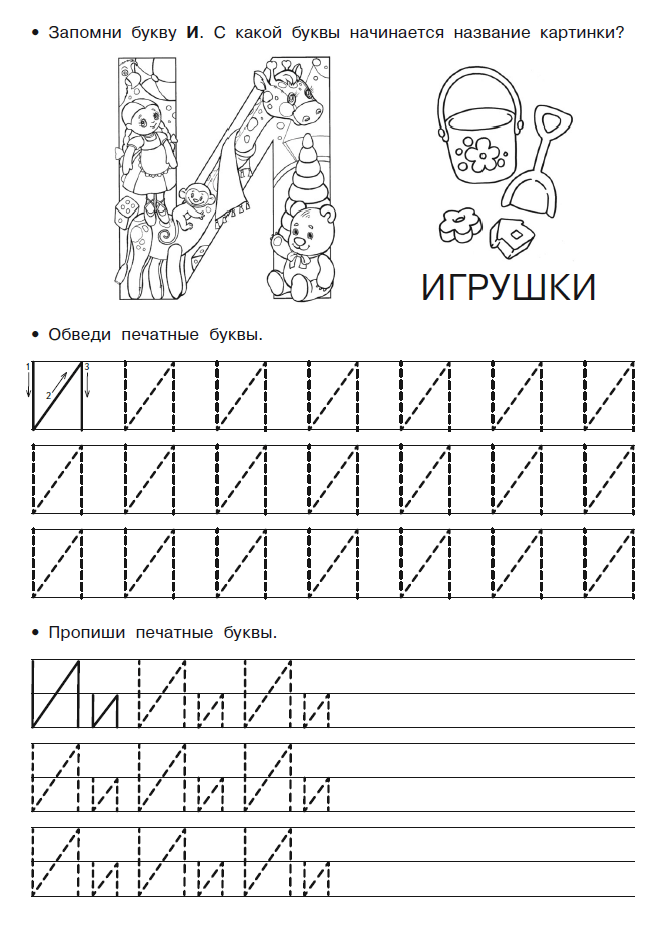 • Запомни букву И. С какой буквы начинается название картинки?
ИГРУШКИ
• Обведи печатные буквы.
1 2 3 И И И И И И И
И И И И И И И
И И И И И И И
• Пропиши печатные буквы.
И и И и И и
И и И и И и
И и И и И и